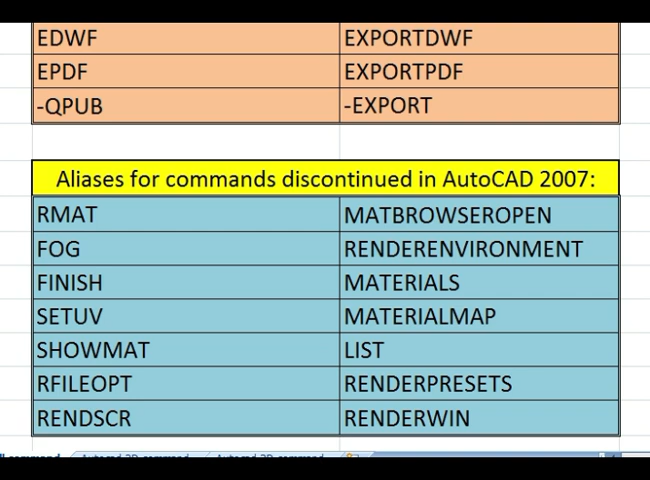 EDWF EXPORTDWF
EPDF EXPORTPDF
-QPUB -EXPORT
Aliases for commands discontinued in AutoCAD 2007:
RMAT MATBROWSEROPEN
FOG RENDERENVIRONMENT
FINISH MATERIALS
SETUV MATERIALMAP
SHOWMAT LIST
RFILEOPT RENDERPRESETS
RENDSCR RENDERWIN